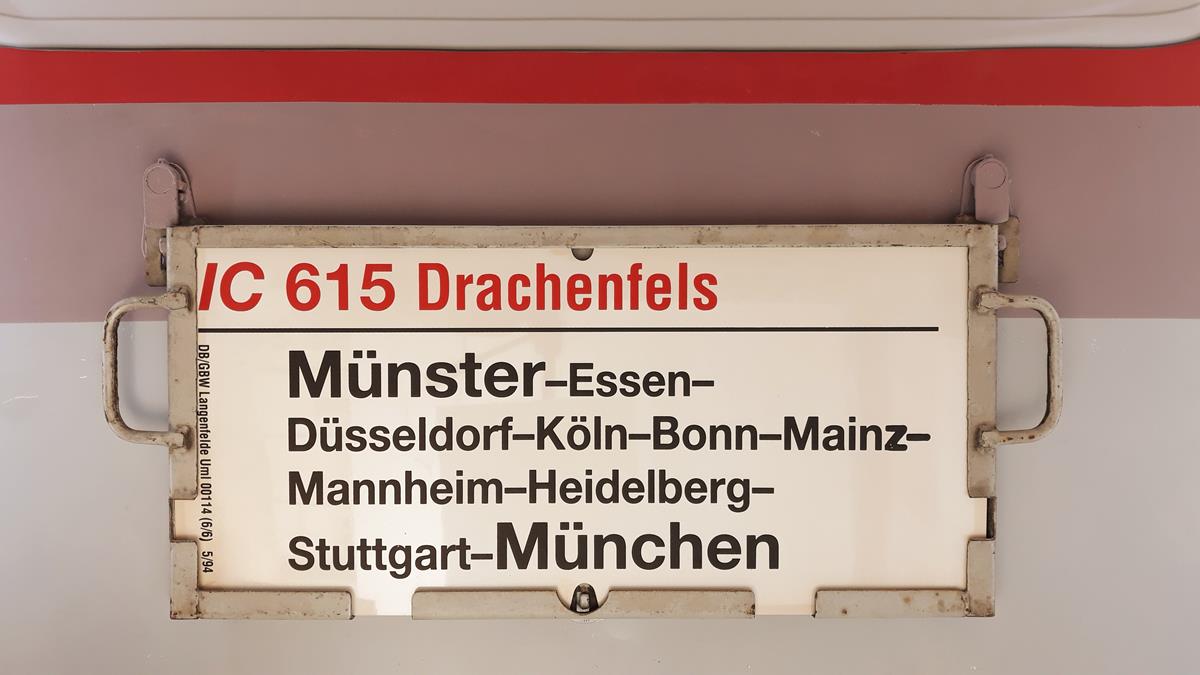 IC 615 Drachenfels
Münster–Essen–
Düsseldorf–Köln–Bonn–Mainz–
Mannheim–Heidelberg–
Stuttgart–München
DB/GBW Langenfelde Uml 00114 (6/6) 5/94